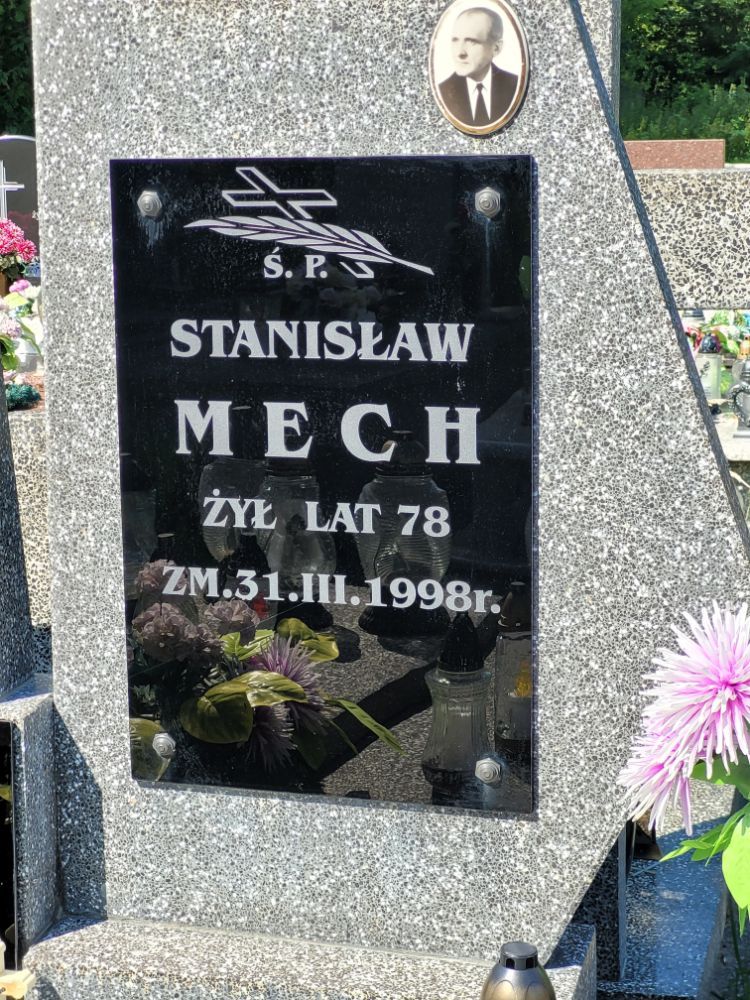 Ś. P.
STANISŁAW
MECH
ŻYŁ LAT 78
ZM.31.III.1998r.